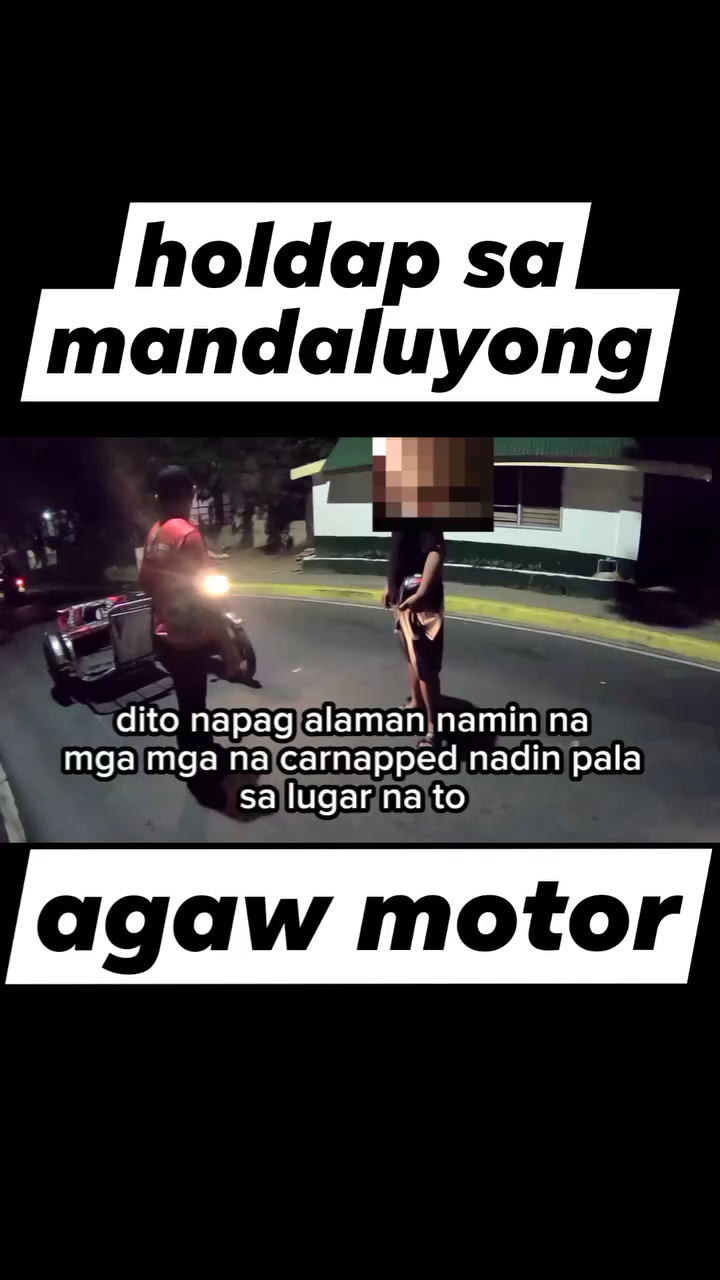 holdap sa
mandaluyong
dito napag alaman namin na
mga mga na carnapped nadin pala
sa lugar na to
agaw motor